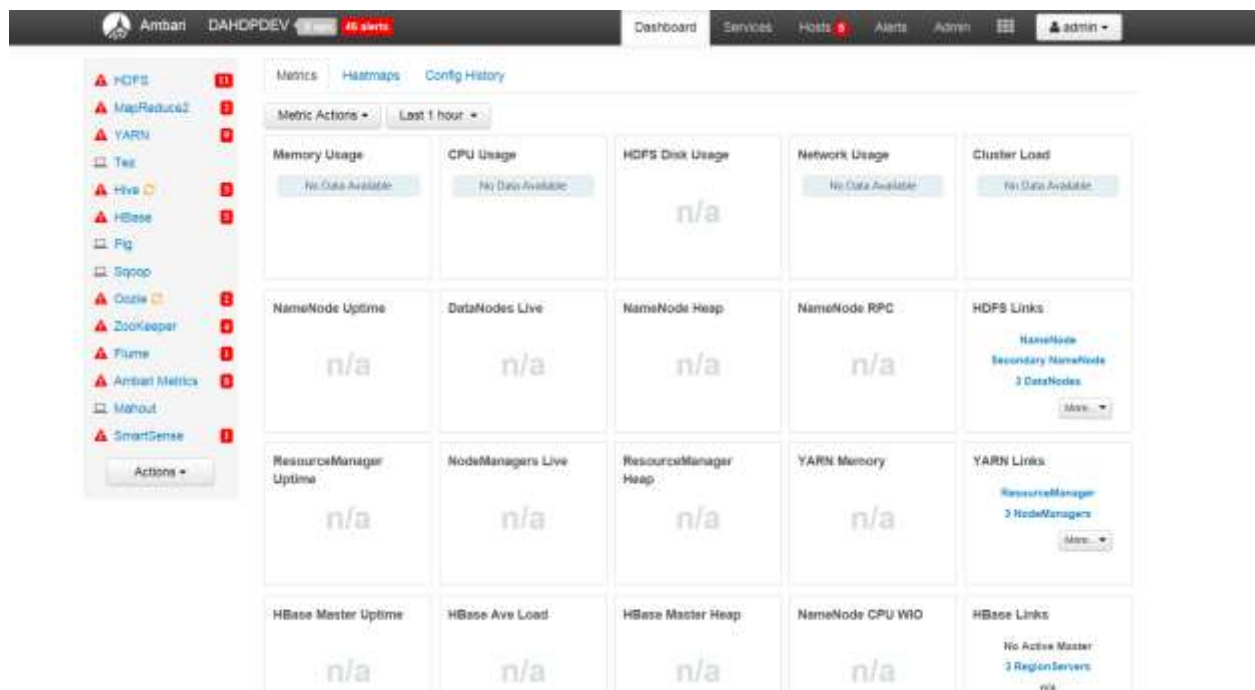 Ambari DAHDPDEV 46 alerts Dashboard Services Hosts Alerts Admin admin
HDFS 11
MapReduce2
YARN
Tez
Hive
HBase
Pig
Sqoop
Oozie
ZooKeeper
Flume
Ambari Metrics
Mahout
SmartSense
Actions
Metrics Heatmaps Config History
Metric Actions Last 1 hour
Memory Usage CPU Usage HDFS Disk Usage Network Usage Cluster Load
No Data Available No Data Available No Data Available No Data Available
n/a
NameNode Uptime DataNodes Live NameNode Heap NameNode RPC HDFS Links
NameNode
Secondary NameNode
n/a n/a n/a n/a
3 DataNodes
More...
ResourceManager Uptime NodeManagers Live ResourceManager Heap YARN Memory YARN Links
ResourceManager
n/a n/a n/a n/a
3 NodeManagers
More...
HBase Master Uptime HBase Ave Load HBase Master Heap NameNode CPU WIO HBase Links
No Active Master
n/a n/a n/a n/a
3 RegionServers
n/a